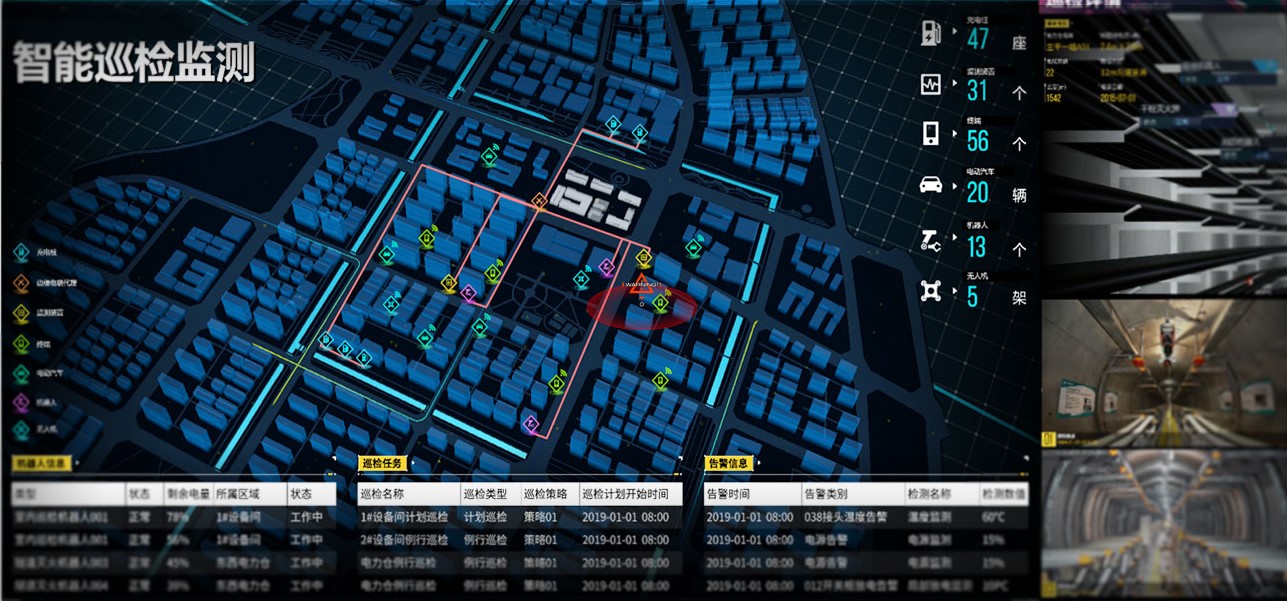 智能巡检监测
充电桩
47 座
监测装置
31 个
终端
56 个
电动汽车
20 辆
机器人
13 个
无人机
5 架
充电桩
边缘物联代理
监测装置
终端
电动汽车
机器人
无人机
WARNING!
机器人信息
类型 状态 剩余电量 所属区域 状态
室内巡检机器人001 正常 78% 1#设备间 工作中
室内巡检机器人001 正常 1#设备间 工作中
隧道灭火机器人003 正常 45% 东西电力仓 工作中
隧道灭火机器人004 正常 39% 东西电力仓 工作中
巡检任务
巡检名称 巡检类型 巡检策略 巡检计划开始时间
1#设备间计划巡检 计划巡检 策略01 2019-01-01 08:00
2#设备间例行巡检 例行巡检 策略01 2019-01-01 08:00
电力仓例行巡检 例行巡检 策略01 2019-01-01 08:00
电力仓例行巡检 例行巡检 策略01 2019-01-01 08:00
告警信息
告警时间 告警类别 检测名称 检测数值
2019-01-01 08:00 038接头温度告警 温度监测 60℃
2019-01-01 08:00 电源告警 电源监测 15%
2019-01-01 08:00 电源告警 电源监测 15%
2019-01-01 08:00 012开关柜放电告警 局部放电监测
巡检详情
22
1542
2015-07-01
干粉灭火弹
01